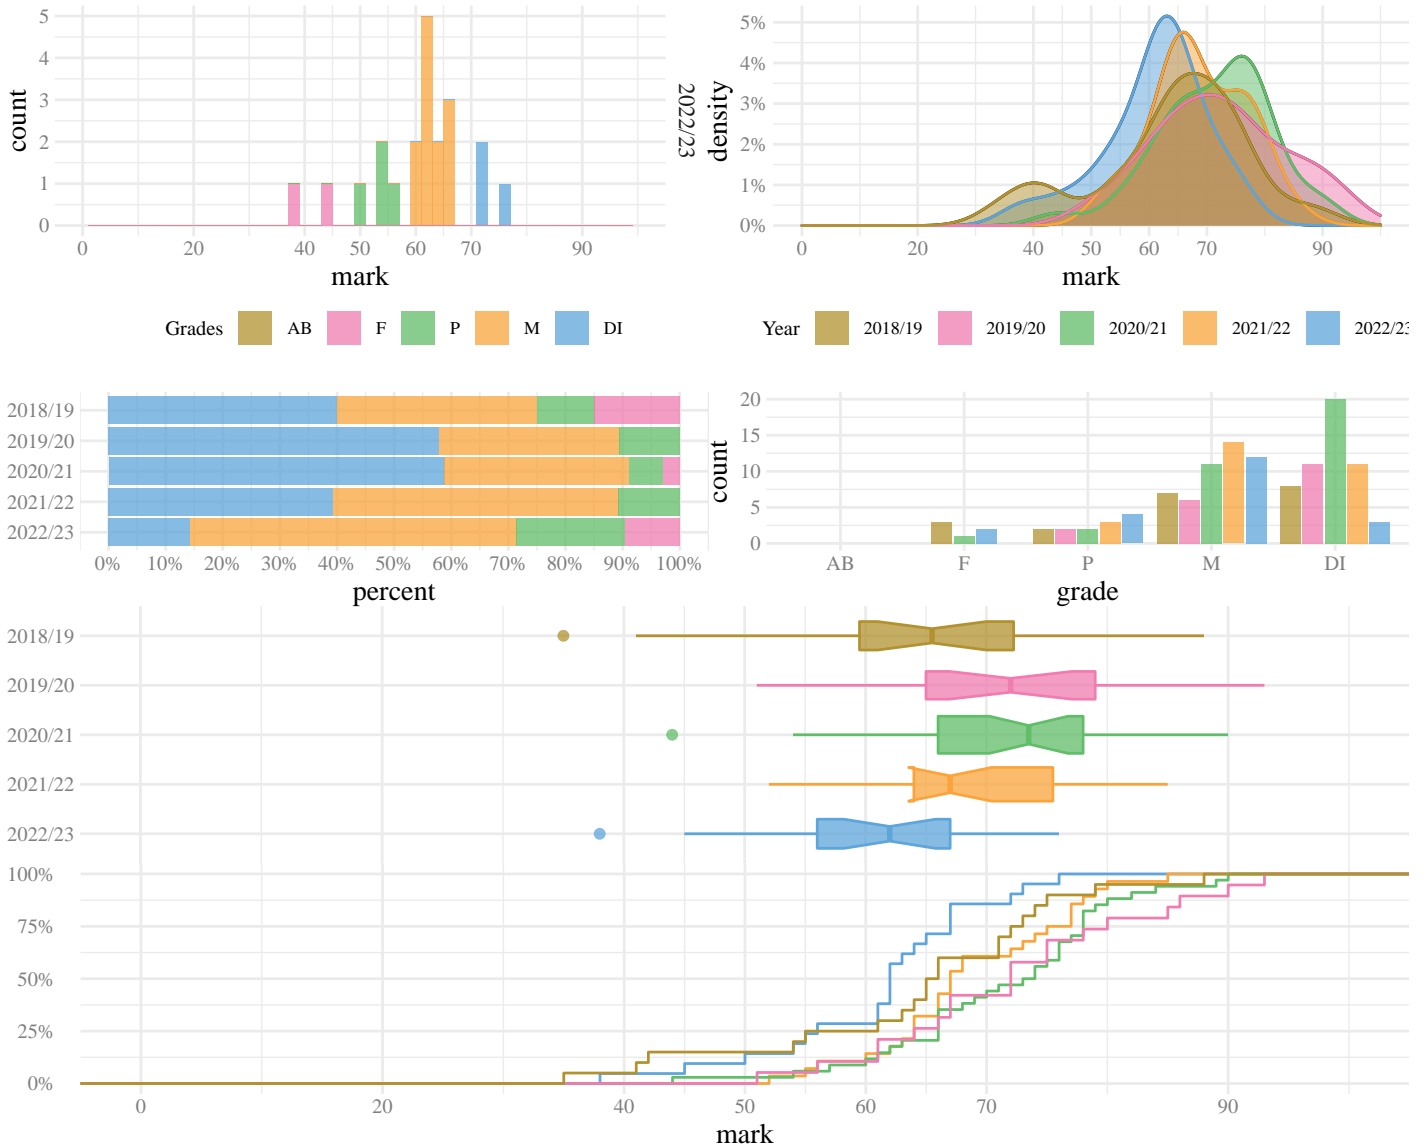 5
4
3
2
1
0
count
0 20 40 50 60 70 90
mark
2022/23
Grades AB F P M DI
5%
4%
3%
2%
1%
0%
density
0 20 40 50 60 70 90
mark
Year 2018/19 2019/20 2020/21 2021/22 2022/23
2018/19
2019/20
2020/21
2021/22
2022/23
0% 10% 20% 30% 40% 50% 60% 70% 80% 90% 100%
percent
20
15
10
5
0
count
AB F P M DI
grade
2018/19
2019/20
2020/21
2021/22
2022/23
100%
75%
50%
25%
0%
0 20 40 50 60 70 90
mark